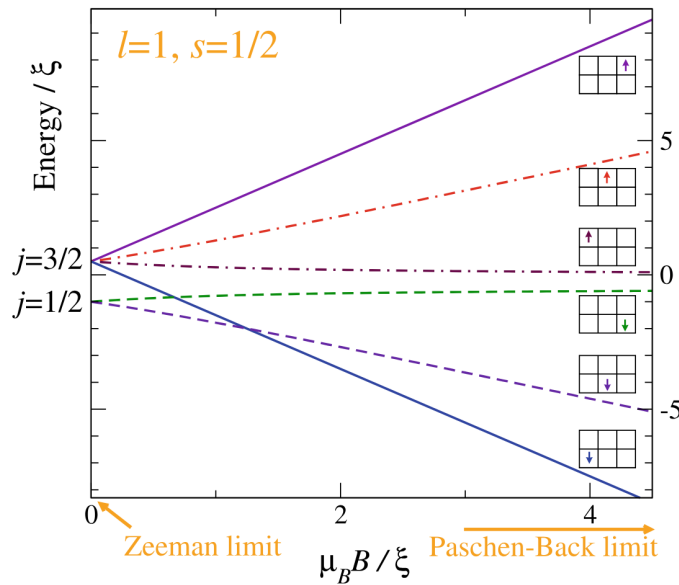 l=1, s=1/2
Energy / ξ
j=3/2
j=1/2
5
0
-5
0
2
4
Zeeman limit
μ_B B / ξ
Paschen-Back limit